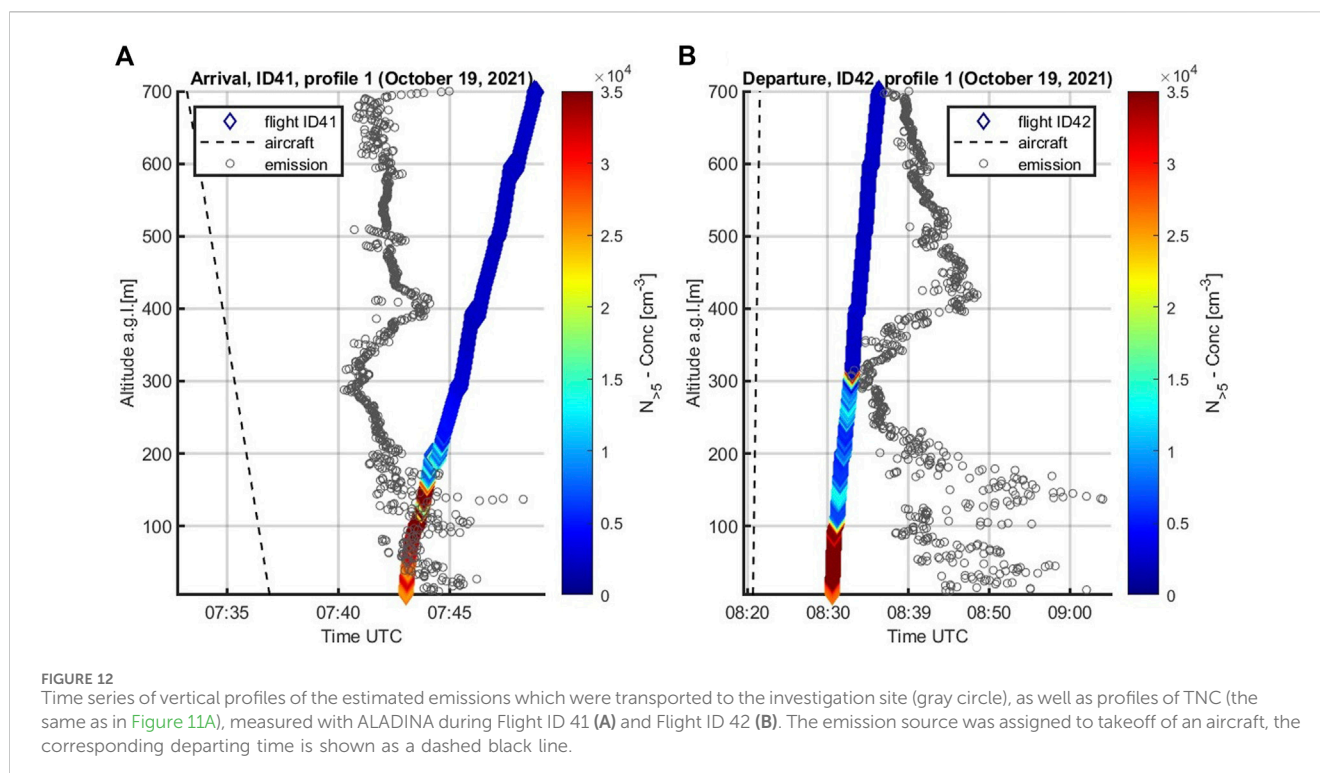 A
Arrival, ID41, profile 1 (October 19, 2021)
700
600
500
400
300
200
100
Altitude a.g.l.[m]
flight ID41
aircraft
emission
07:35
07:40
07:45
Time UTC
×10⁴
3.5
3
2.5
2
1.5
1
0.5
0
N>5 - Conc [cm-3]
B
Departure, ID42, profile 1 (October 19, 2021)
700
600
500
400
300
200
100
Altitude a.g.l.[m]
flight ID42
aircraft
emission
08:20
08:30
08:39
08:50
09:00
Time UTC
×10⁴
3.5
3
2.5
2
1.5
1
0.5
0
N>5 - Conc [cm-3]
FIGURE 12
Time series of vertical profiles of the estimated emissions which were transported to the investigation site (gray circle), as well as profiles of TNC (the
same as in Figure 11A), measured with ALADINA during Flight ID 41 (A) and Flight ID 42 (B). The emission source was assigned to takeoff of an aircraft, the
corresponding departing time is shown as a dashed black line.